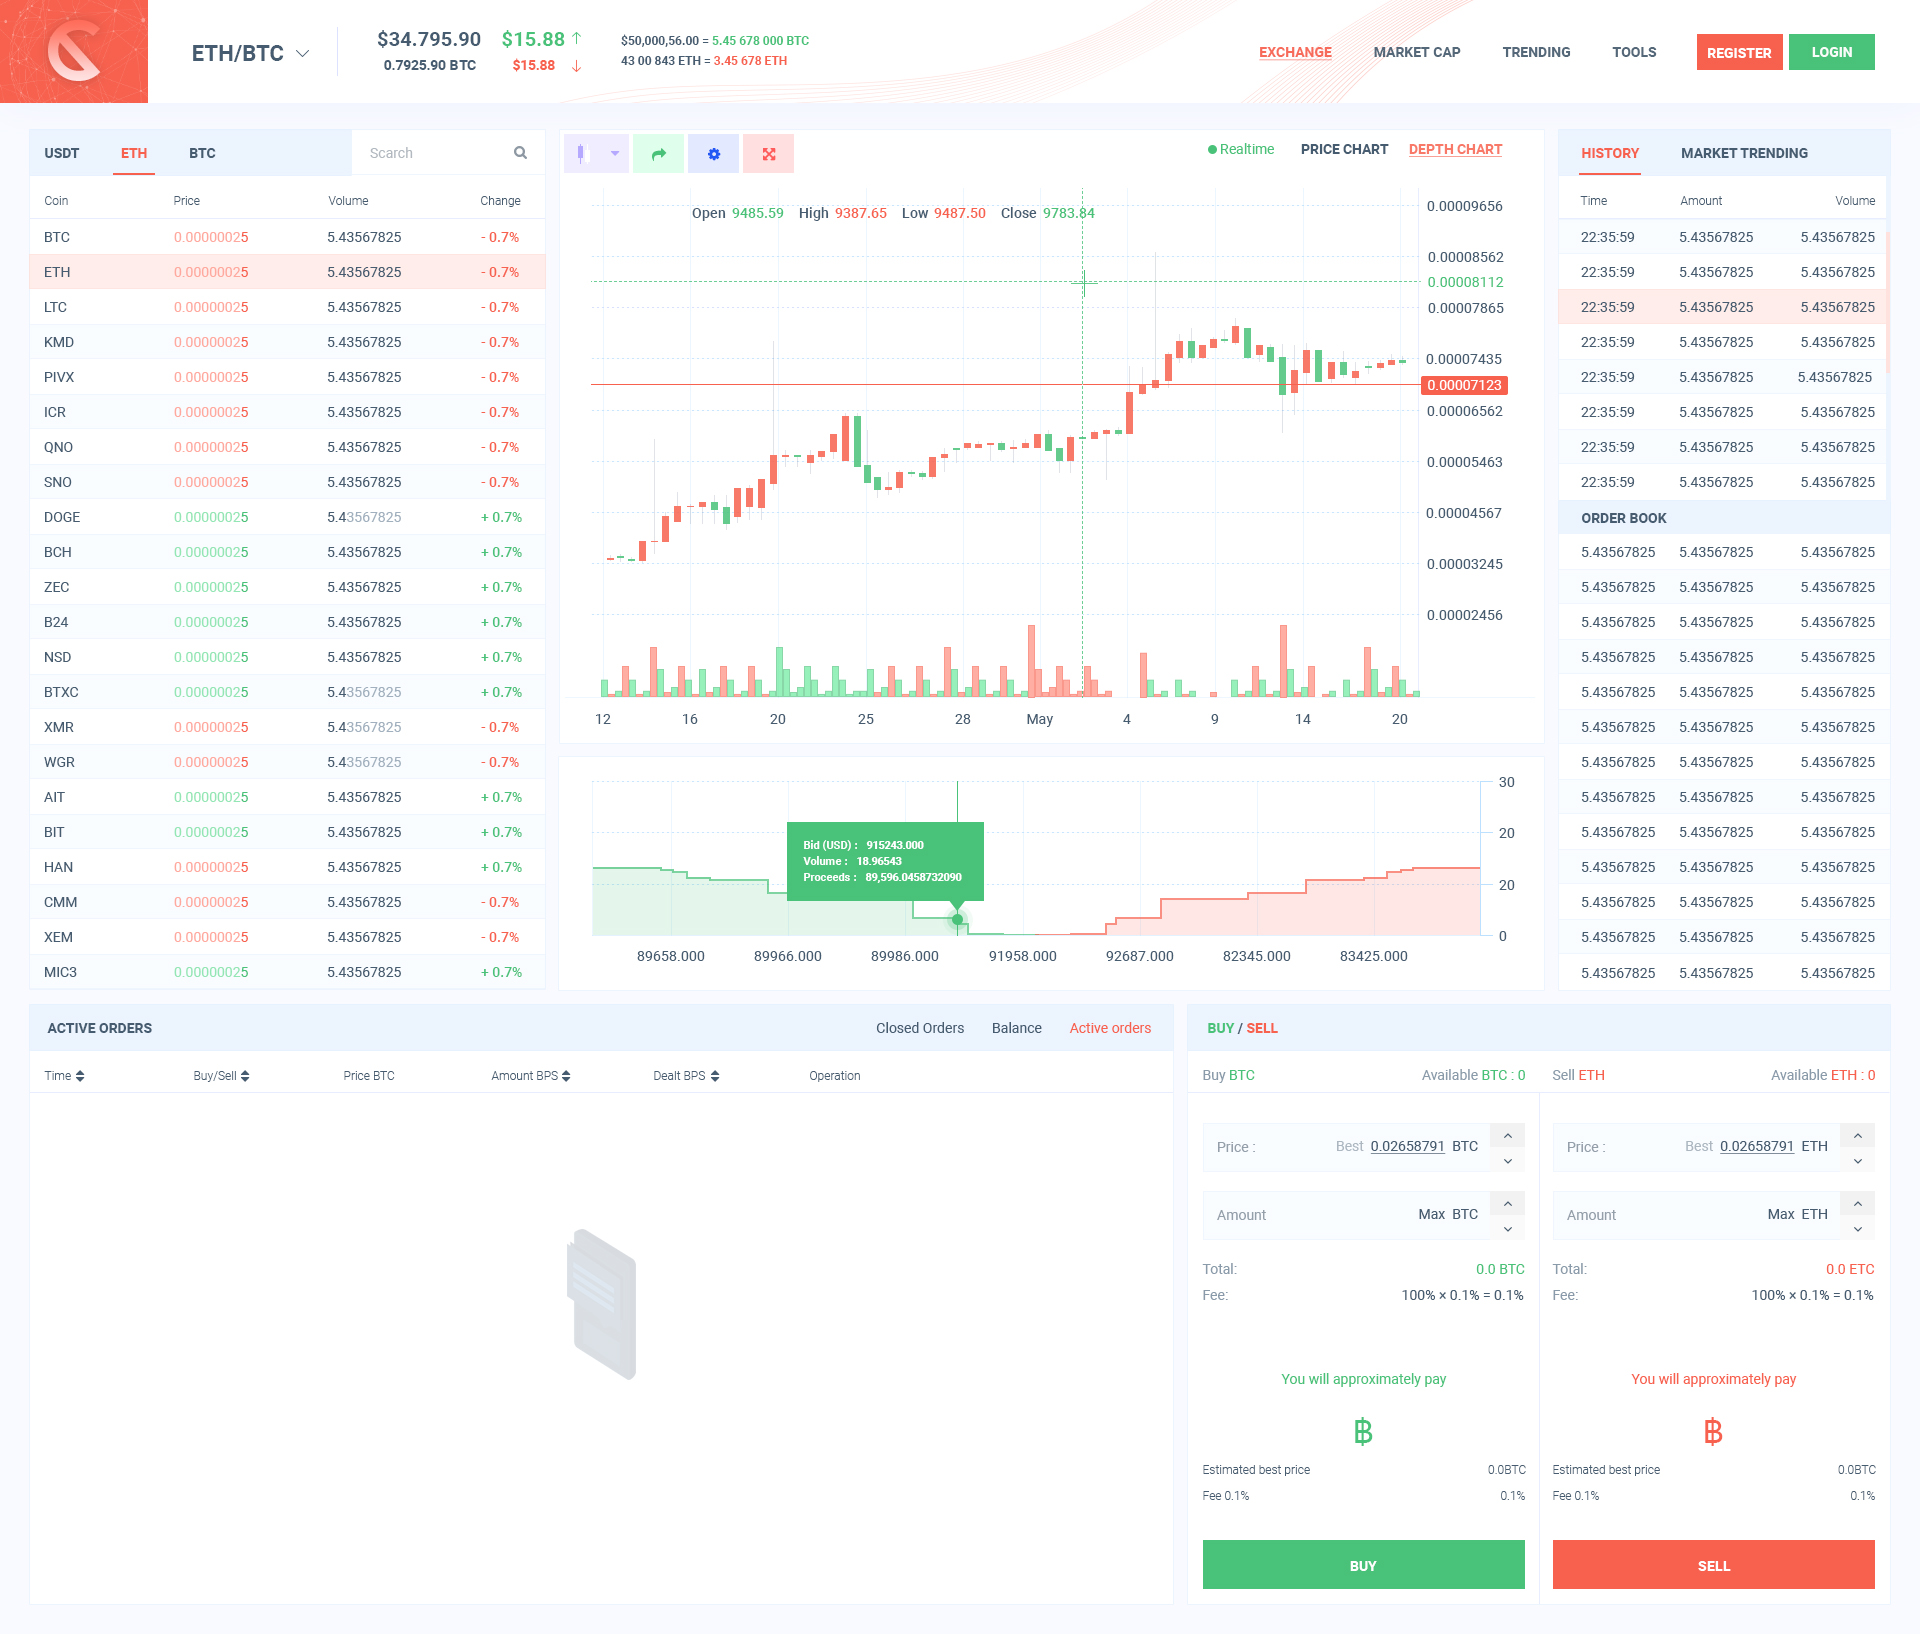 ETH/BTC
$34.795.90 $15.88
0.7925.90 BTC $15.88
$50,000,56.00 = 5.45 678 000 BTC
43 00 843 ETH = 3.45 678 ETH
EXCHANGE MARKET CAP TRENDING TOOLS REGISTER LOGIN
USDT ETH BTC Search
Coin Price Volume Change
BTC 0.00000025 5.43567825 - 0.7%
ETH 0.00000025 5.43567825 - 0.7%
LTC 0.00000025 5.43567825 - 0.7%
KMD 0.00000025 5.43567825 - 0.7%
PIVX 0.00000025 5.43567825 - 0.7%
ICR 0.00000025 5.43567825 - 0.7%
QNO 0.00000025 5.43567825 - 0.7%
SNO 0.00000025 5.43567825 - 0.7%
DOGE 0.00000025 5.43567825 + 0.7%
BCH 0.00000025 5.43567825 + 0.7%
ZEC 0.00000025 5.43567825 + 0.7%
B24 0.00000025 5.43567825 + 0.7%
NSD 0.00000025 5.43567825 + 0.7%
BTXC 0.00000025 5.43567825 + 0.7%
XMR 0.00000025 5.43567825 - 0.7%
WGR 0.00000025 5.43567825 - 0.7%
AIT 0.00000025 5.43567825 + 0.7%
BIT 0.00000025 5.43567825 + 0.7%
HAN 0.00000025 5.43567825 + 0.7%
CMM 0.00000025 5.43567825 - 0.7%
XEM 0.00000025 5.43567825 - 0.7%
MIC3 0.00000025 5.43567825 + 0.7%
Realtime PRICE CHART DEPTH CHART
Open 9485.59 High 9387.65 Low 9487.50 Close 9783.84
0.00009656
0.00008562
0.00008112
0.00007865
0.00007435
0.00007123
0.00006562
0.00005463
0.00004567
0.00003245
0.00002456
12 16 20 25 28 May 4 9 14 20
30
20
20
0
Bid (USD) : 915243.000
Volume : 18.96543
Proceeds : 89,596.0458732090
89658.000 89966.000 89986.000 91958.000 92687.000 82345.000 83425.000
HISTORY MARKET TRENDING
Time Amount Volume
22:35:59 5.43567825 5.43567825
22:35:59 5.43567825 5.43567825
22:35:59 5.43567825 5.43567825
22:35:59 5.43567825 5.43567825
22:35:59 5.43567825 5.43567825
22:35:59 5.43567825 5.43567825
22:35:59 5.43567825 5.43567825
22:35:59 5.43567825 5.43567825
ORDER BOOK
5.43567825 5.43567825 5.43567825
5.43567825 5.43567825 5.43567825
5.43567825 5.43567825 5.43567825
5.43567825 5.43567825 5.43567825
5.43567825 5.43567825 5.43567825
5.43567825 5.43567825 5.43567825
5.43567825 5.43567825 5.43567825
5.43567825 5.43567825 5.43567825
5.43567825 5.43567825 5.43567825
5.43567825 5.43567825 5.43567825
5.43567825 5.43567825 5.43567825
5.43567825 5.43567825 5.43567825
5.43567825 5.43567825 5.43567825
ACTIVE ORDERS Closed Orders Balance Active orders
Time Buy/Sell Price BTC Amount BPS Dealt BPS Operation
BUY / SELL
Buy BTC Available BTC : 0
Price : Best 0.02658791 BTC
Amount Max BTC
Total: 0.0 BTC
Fee: 100% × 0.1% = 0.1%
You will approximately pay
฿
Estimated best price 0.0BTC
Fee 0.1% 0.1%
BUY
Sell ETH Available ETH : 0
Price : Best 0.02658791 ETH
Amount Max ETH
Total: 0.0 ETC
Fee: 100% × 0.1% = 0.1%
You will approximately pay
฿
Estimated best price 0.0BTC
Fee 0.1% 0.1%
SELL